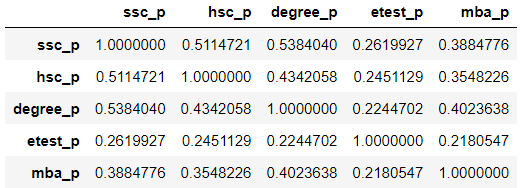 ssc_p hsc_p degree_p etest_p mba_p
ssc_p 1.0000000 0.5114721 0.5384040 0.2619927 0.3884776
hsc_p 0.5114721 1.0000000 0.4342058 0.2451129 0.3548226
degree_p 0.5384040 0.4342058 1.0000000 0.2244702 0.4023638
etest_p 0.2619927 0.2451129 0.2244702 1.0000000 0.2180547
mba_p 0.3884776 0.3548226 0.4023638 0.2180547 1.0000000